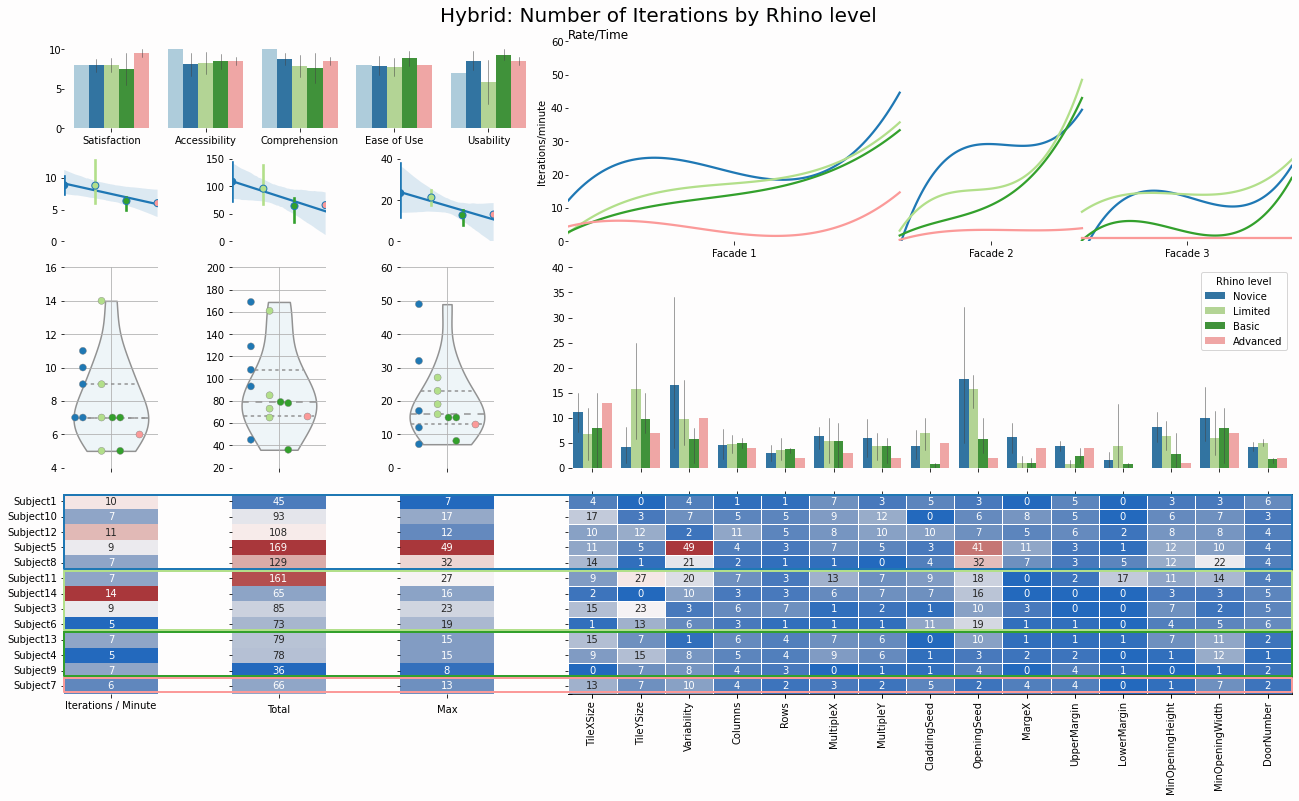 Hybrid: Number of Iterations by Rhino level
Rate/Time
10
5
0
Satisfaction Accessibility Comprehension Ease of Use Usability
60
50
40
30
20
10
0
Iterations/minute
Facade 1 Facade 2 Facade 3
10
5
0
150
100
50
0
40
20
0
16
14
12
10
8
6
4
200
180
160
140
120
100
80
60
40
20
60
50
40
30
20
10
0
40
35
30
25
20
15
10
5
0
Rhino level
Novice
Limited
Basic
Advanced
Subject1 10 45 7 4 0 4 1 1 7 3 5 3 0 5 0 3 3 6
Subject10 7 93 17 17 3 7 5 5 9 12 0 6 8 5 0 6 7 3
Subject12 11 108 12 10 12 2 11 5 8 10 10 7 5 6 2 8 8 4
Subject5 9 169 49 11 5 49 4 3 7 5 3 41 11 3 1 12 10 4
Subject8 7 129 32 14 1 21 2 1 1 0 4 32 7 3 5 12 22 4
Subject11 7 161 27 9 27 20 7 3 13 7 9 18 0 2 17 11 14 4
Subject14 14 65 16 2 0 10 3 3 6 7 7 16 0 0 0 2 4 5
Subject3 9 85 23 15 23 3 6 7 1 2 1 10 3 0 0 7 2 5
Subject6 5 73 19 1 13 6 3 1 1 1 11 19 1 1 0 4 5 6
Subject13 7 79 15 15 7 1 6 4 7 6 0 10 1 1 1 7 11 2
Subject4 5 78 15 9 15 8 5 4 9 6 1 3 2 2 0 1 12 1
Subject9 7 36 8 0 7 8 4 3 0 1 1 4 0 4 1 0 1 2
Subject7 6 66 13 13 7 10 4 2 3 2 5 2 4 4 0 1 7 2
Iterations / Minute Total Max
TileXSize
TileYSize
Variability
Columns
Rows
MultipleX
MultipleY
CladdingSeed
OpeningSeed
MargeX
UpperMargin
LowerMargin
MinOpeningHeight
MinOpeningWidth
DoorNumber